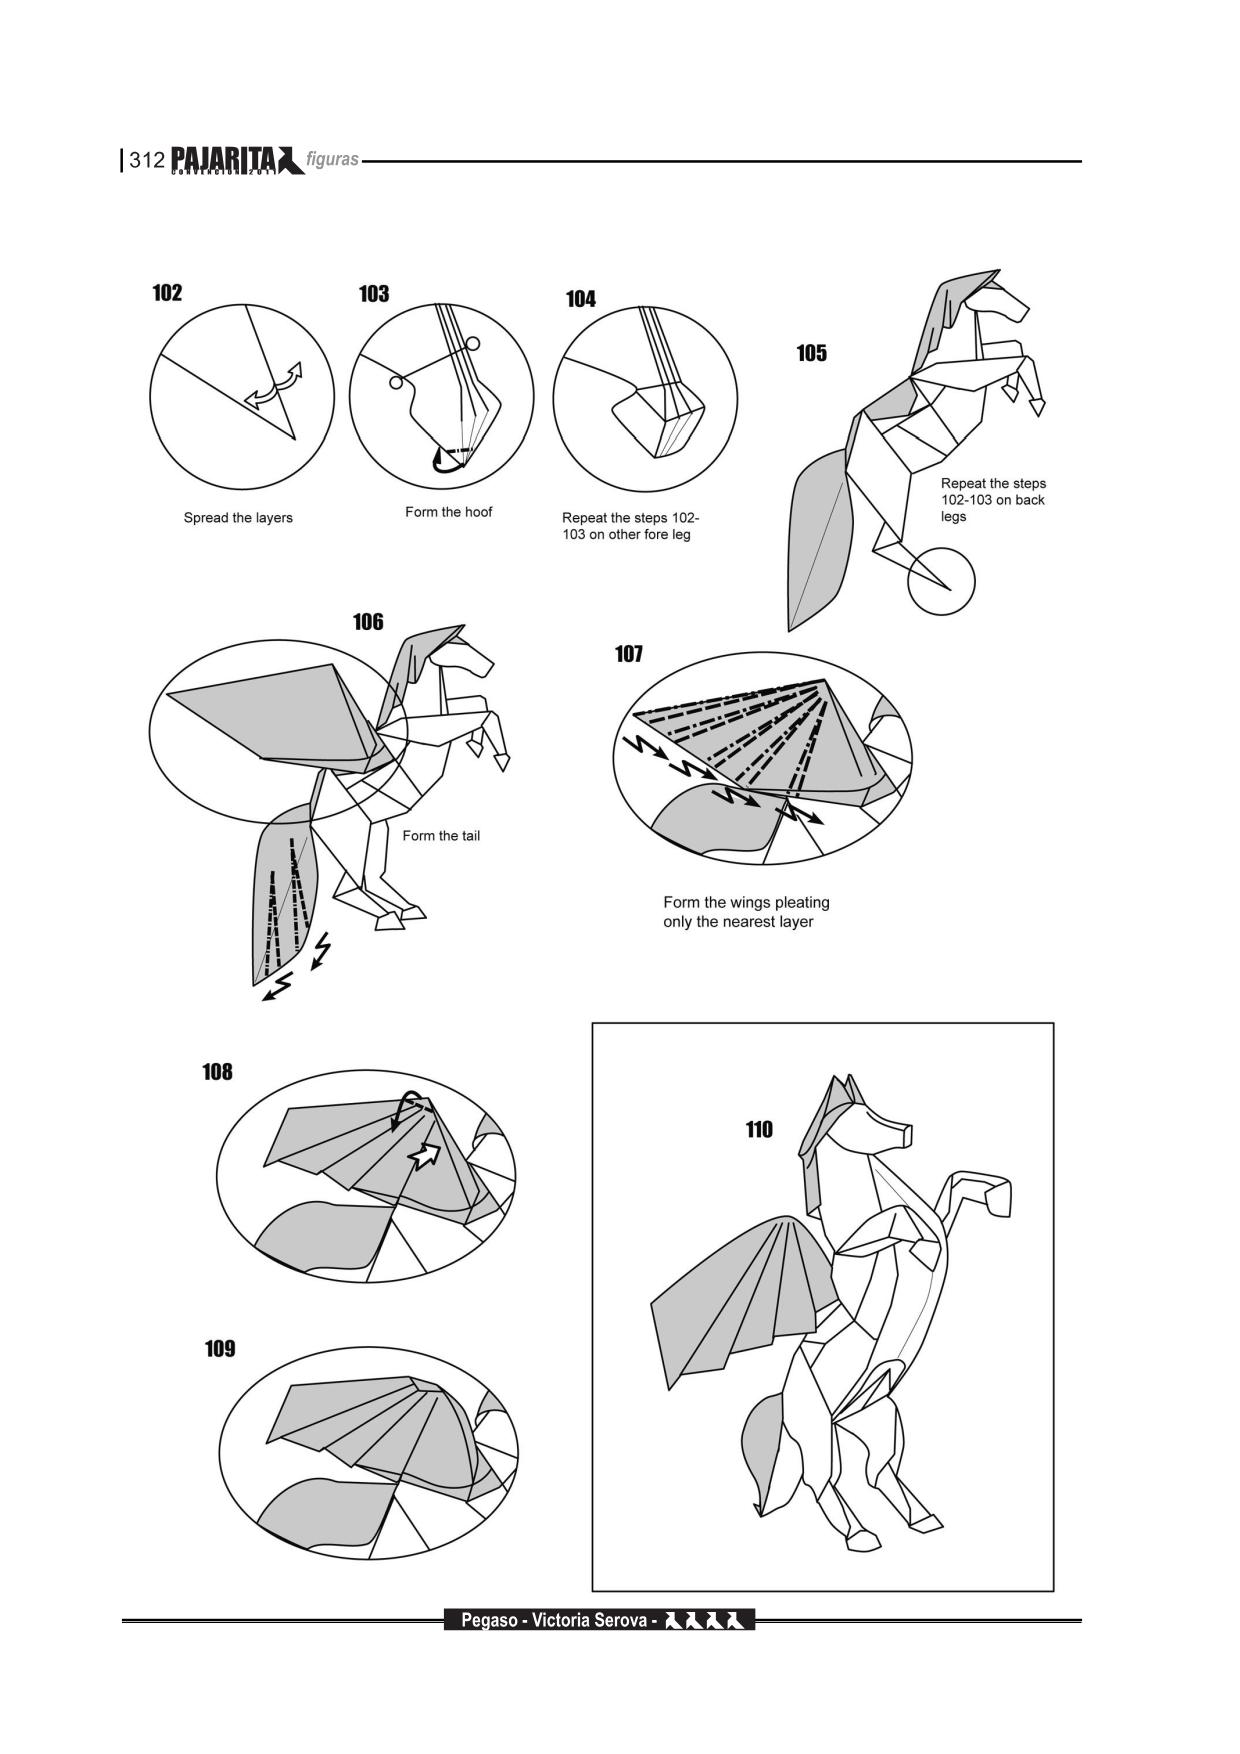 312 PAJARITA figuras
CONVENCIÓN 2011
102
103
104
105
Spread the layers
Form the hoof
Repeat the steps 102-
103 on other fore leg
Repeat the steps
102-103 on back
legs
106
107
Form the tail
Form the wings pleating
only the nearest layer
108
109
110
Pegaso - Victoria Serova -